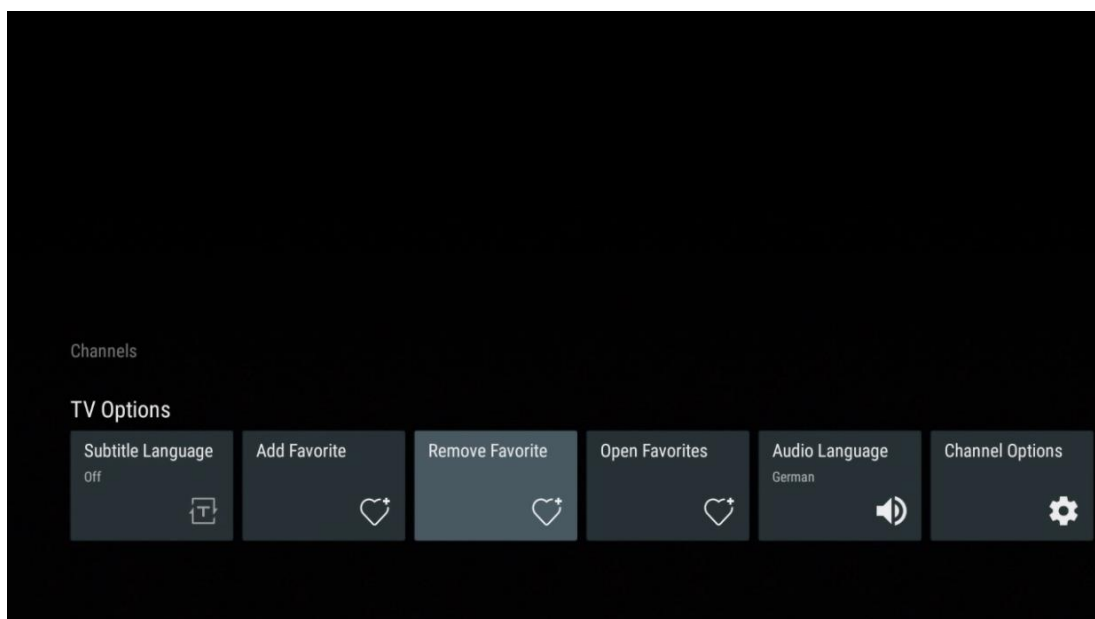 Channels
TV Options
Subtitle Language
Off
Add Favorite
Remove Favorite
Open Favorites
Audio Language
German
Channel Options